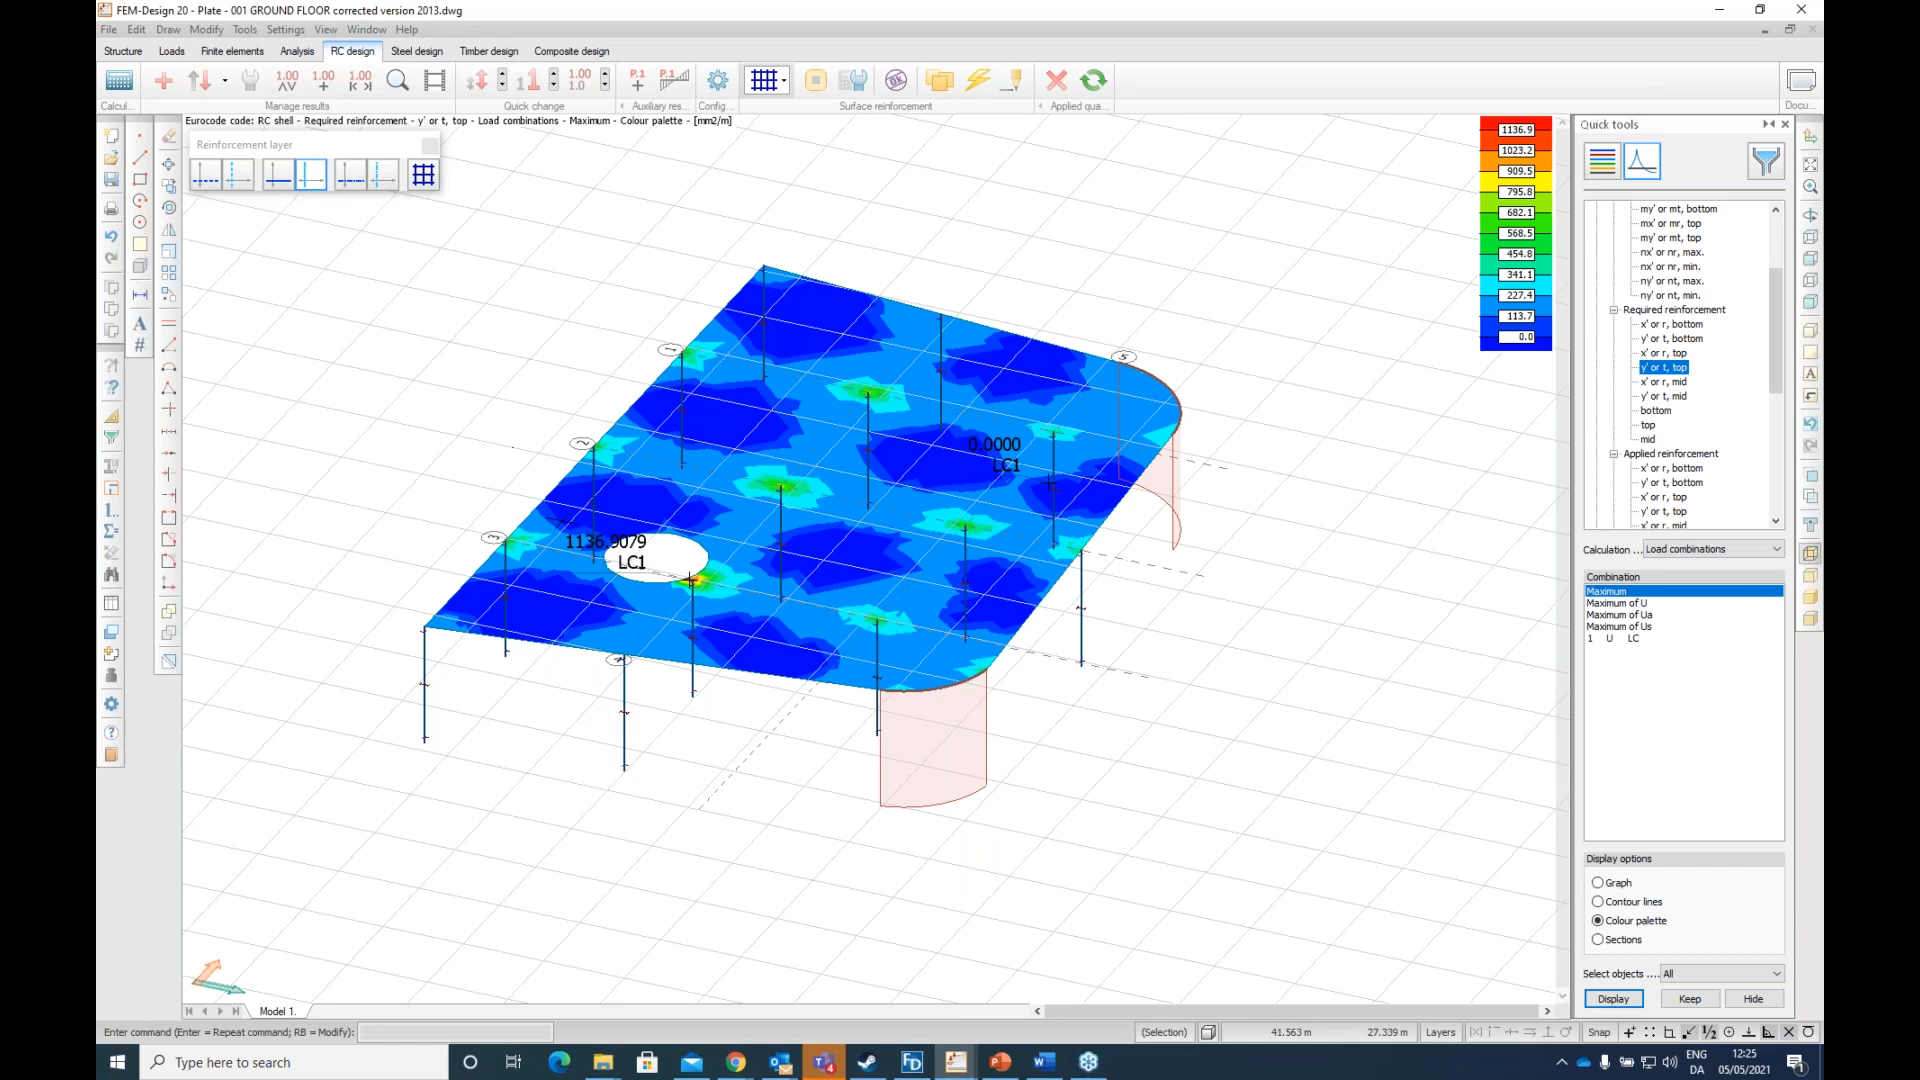 FEM-Design 20 - Plate - 001 GROUND FLOOR corrected version 2013.dwg
File Edit Draw Modify Tools Settings View Window Help
Structure Loads Finite elements Analysis RC design Steel design Timber design Composite design
Calcul... Manage results Quick change Auxiliary res... Config... Surface reinforcement Applied qua... Docu...
Eurocode code: RC shell - Required reinforcement - y' or t, top - Load combinations - Maximum - Colour palette - [mm2/m]
Reinforcement layer
1136.9
1023.2
909.5
795.8
682.1
568.5
454.8
341.1
227.4
113.7
0.0
1
2
3
4
5
0.0000
LC1
1136.9079
LC1
Quick tools
my' or mt, bottom
mx' or mr, top
my' or mt, top
nx' or nr, max.
nx' or nr, min.
ny' or nt, max.
ny' or nt, min.
Required reinforcement
x' or r, bottom
y' or t, bottom
x' or r, top
y' or t, top
x' or r, mid
y' or t, mid
bottom
top
mid
Applied reinforcement
x' or r, bottom
y' or t, bottom
x' or r, top
y' or t, top
x' or r, mid
Calculation ... Load combinations
Combination
Maximum
Maximum of U
Maximum of Ua
Maximum of Us
1 U LC
Display options
Graph
Contour lines
Colour palette
Sections
Select objects .... All
Display Keep Hide
Model 1.
Enter command (Enter = Repeat command; RB = Modify):
(Selection) 41.563 m 27.339 m Layers Snap
Type here to search
ENG
DA
12:25
05/05/2021